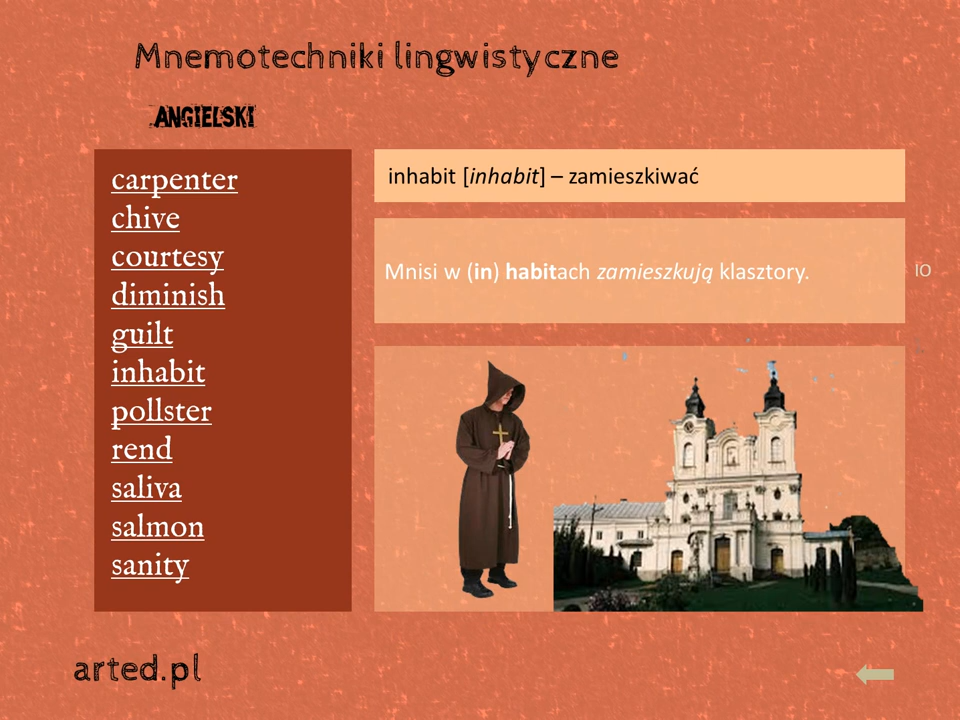 Mnemotechniki lingwistyczne
ANGIELSKI
carpenter
chive
courtesy
diminish
guilt
inhabit
pollster
rend
saliva
salmon
sanity
inhabit [inhabit] – zamieszkiwać
Mnisi w (in) habitach zamieszkują klasztory.
IO
arted.pl